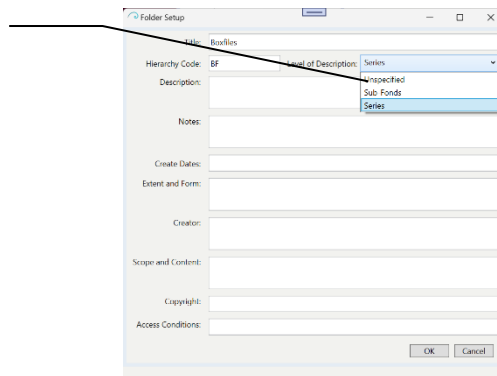 Folder Setup
Title: Boxfiles
Hierarchy Code: BF Level of Description: Series
Unspecified
Sub-Fonds
Series
Description:
Notes:
Create Dates:
Extent and Form:
Creator:
Scope and Content:
Copyright:
Access Conditions:
OK Cancel